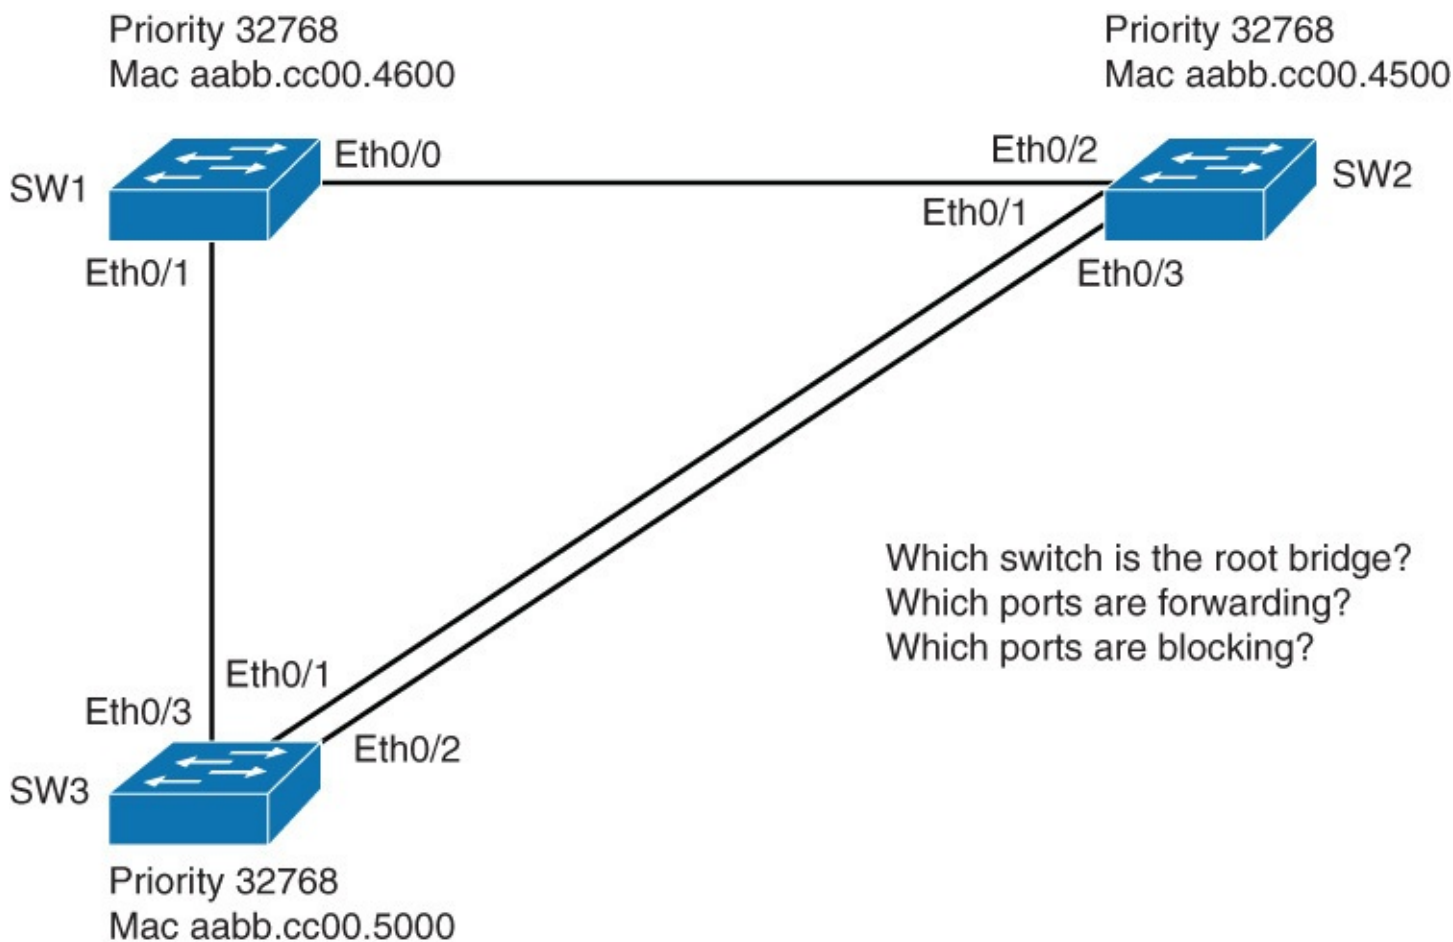 Priority 32768
Mac aabb.cc00.4600
Priority 32768
Mac aabb.cc00.4500
SW1
Eth0/0
Eth0/2
SW2
Eth0/1
Eth0/1
Eth0/3
Which switch is the root bridge?
Which ports are forwarding?
Which ports are blocking?
Eth0/1
Eth0/3
Eth0/2
SW3
Priority 32768
Mac aabb.cc00.5000